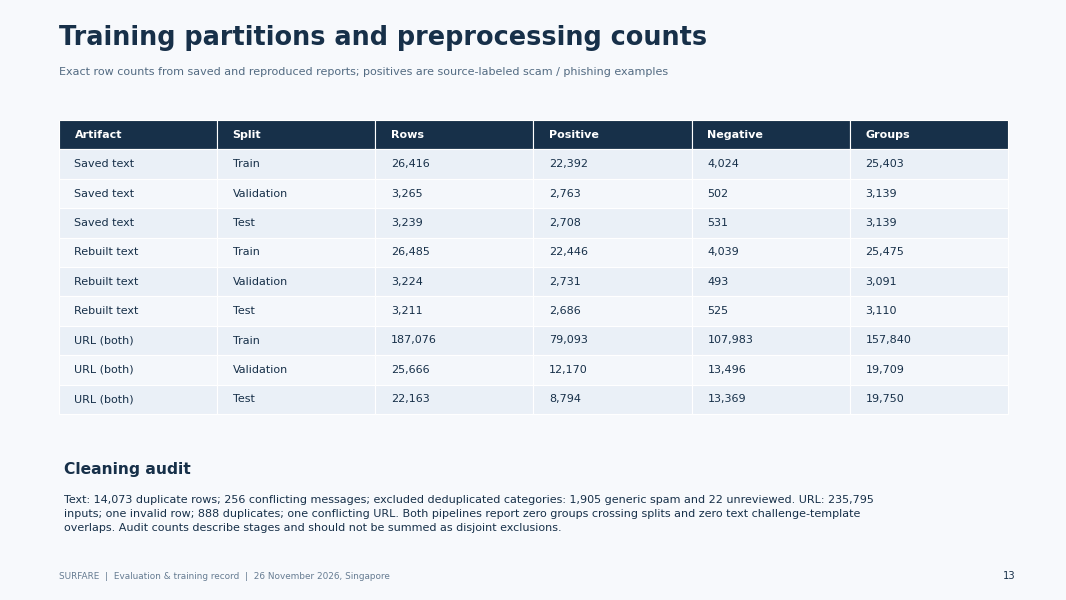 Training partitions and preprocessing counts
Exact row counts from saved and reproduced reports; positives are source-labeled scam / phishing examples
Artifact Split Rows Positive Negative Groups
Saved text Train 26,416 22,392 4,024 25,403
Saved text Validation 3,265 2,763 502 3,139
Saved text Test 3,239 2,708 531 3,139
Rebuilt text Train 26,485 22,446 4,039 25,475
Rebuilt text Validation 3,224 2,731 493 3,091
Rebuilt text Test 3,211 2,686 525 3,110
URL (both) Train 187,076 79,093 107,983 157,840
URL (both) Validation 25,666 12,170 13,496 19,709
URL (both) Test 22,163 8,794 13,369 19,750
Cleaning audit
Text: 14,073 duplicate rows; 256 conflicting messages; excluded deduplicated categories: 1,905 generic spam and 22 unreviewed. URL: 235,795
inputs; one invalid row; 888 duplicates; one conflicting URL. Both pipelines report zero groups crossing splits and zero text challenge-template
overlaps. Audit counts describe stages and should not be summed as disjoint exclusions.
SURFARE | Evaluation & training record | 26 November 2026, Singapore
13